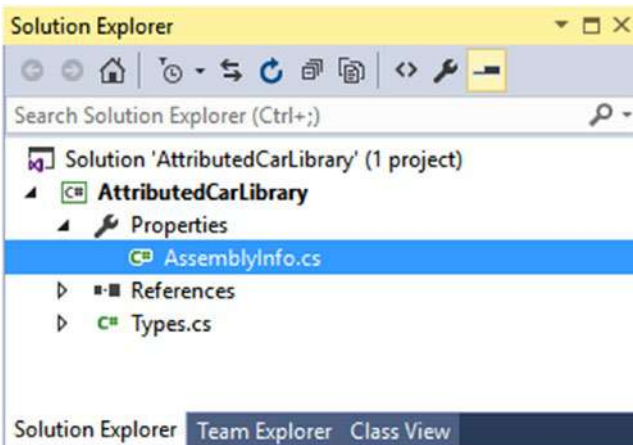 Solution Explorer
Search Solution Explorer (Ctrl+;)
Solution 'AttributedCarLibrary' (1 project)
C# AttributedCarLibrary
Properties
C# AssemblyInfo.cs
References
C# Types.cs
Solution Explorer Team Explorer Class View